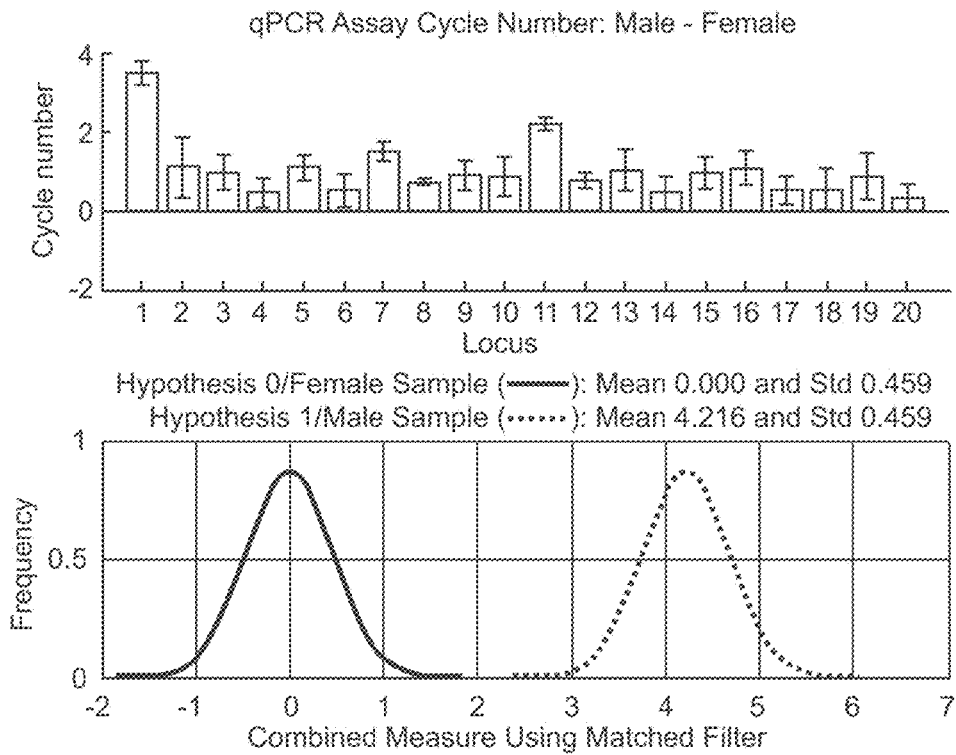 qPCR Assay Cycle Number: Male - Female
4
2
0
-2
Cycle number
1 2 3 4 5 6 7 8 9 10 11 12 13 14 15 16 17 18 19 20
Locus
Hypothesis 0/Female Sample (): Mean 0.000 and Std 0.459
Hypothesis 1/Male Sample (): Mean 4.216 and Std 0.459
1
0.5
0
Frequency
-2 -1 0 1 2 3 4 5 6 7
Combined Measure Using Matched Filter